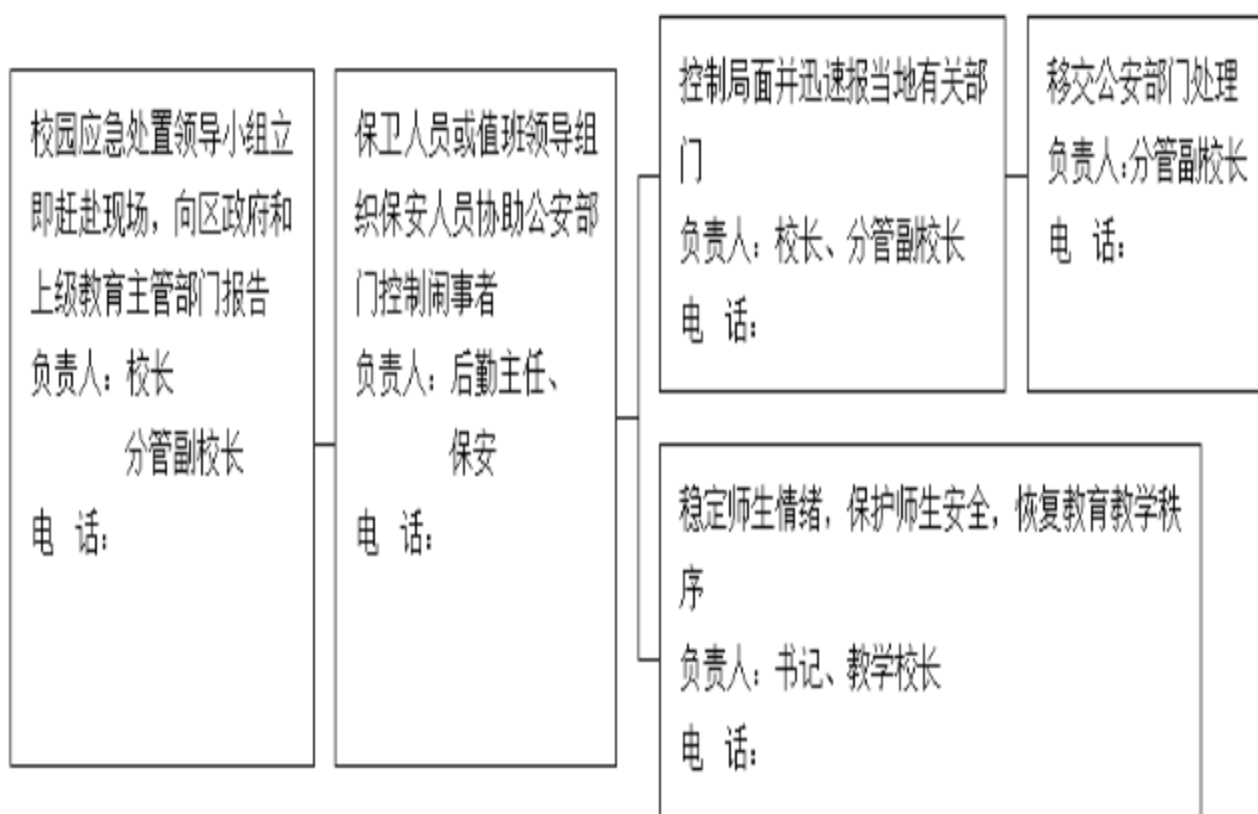 校园应急处置领导小组立
即赶赴现场，向区政府和
上级教育主管部门报告
负责人：校长
分管副校长
电 话：
保卫人员或值班领导组
织保安人员协助公安部
门控制闹事者
负责人：后勤主任、
保安
电 话：
控制局面并迅速报当地有关部
门
负责人：校长、分管副校长
电 话：
移交公安部门处理
负责人:分管副校长
电 话：
稳定师生情绪，保护师生安全，恢复教育教学秩
序
负责人：书记、教学校长
电 话：